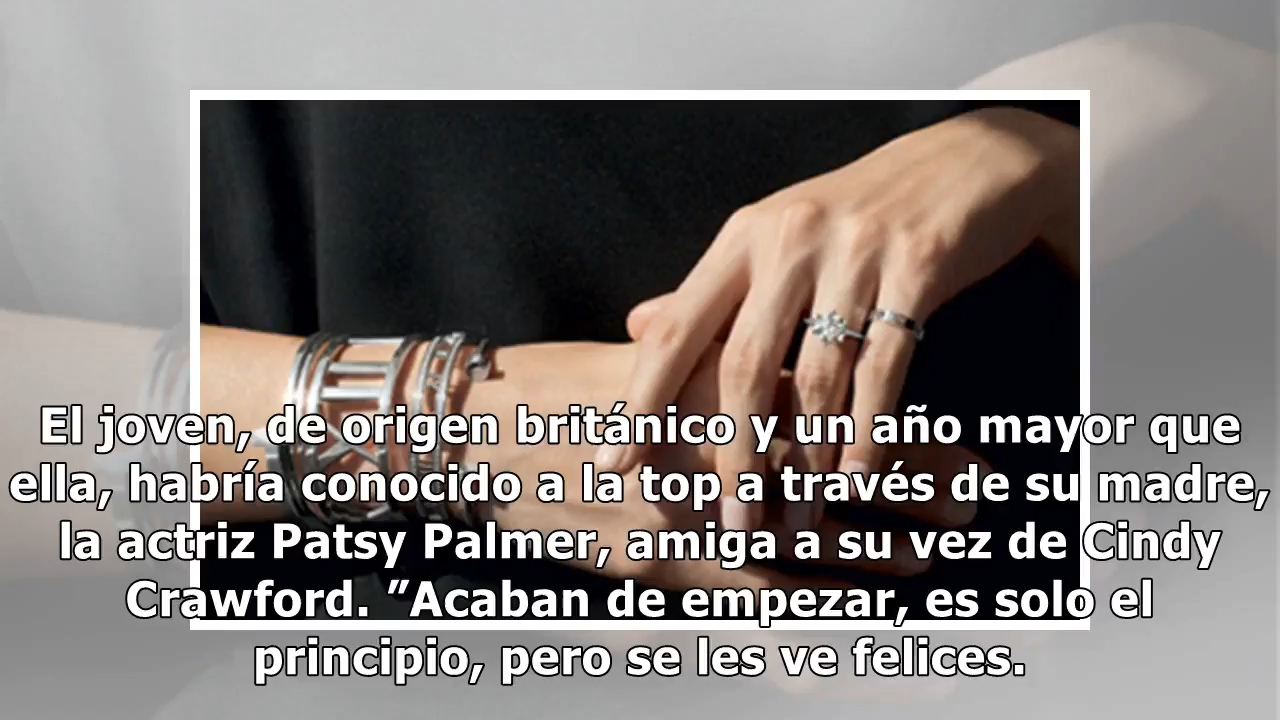 El joven, de origen británico y un año mayor que
ella, habría conocido a la top a través de su madre,
la actriz Patsy Palmer, amiga a su vez de Cindy
Crawford. ”Acaban de empezar, es solo el
principio, pero se les ve felices.